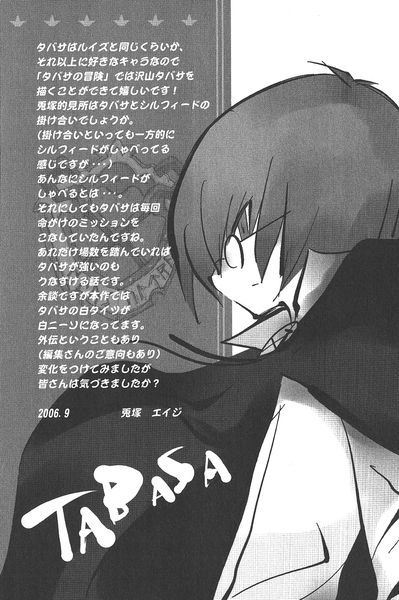 タバサはルイズと同じくらいか、
それ以上に好きなキャラなので
「タバサの冒険」では沢山タバサを
描くことができて嬉しいです！
兎塚的見所はタバサとシルフィードの
掛け合いでしょうか。
（掛け合いといっても一方的に
シルフィードがしゃべってる
感じですが・・・）
あんなにシルフィードが
しゃべるとは・・・。
それにしてもタバサは毎回
命がけのミッションを
こなしていたんですね。
あれだけ場数を踏んでいれば
タバサが強いのも
うなずける話です。
余談ですが本作では
タバサの白タイツが
白ニーソになってます。
外伝ということもあり
（編集さんのご意向もあり）
変化をつけてみましたが
皆さんは気づきましたか？
2006.9 兎塚 エイジ
TABASA